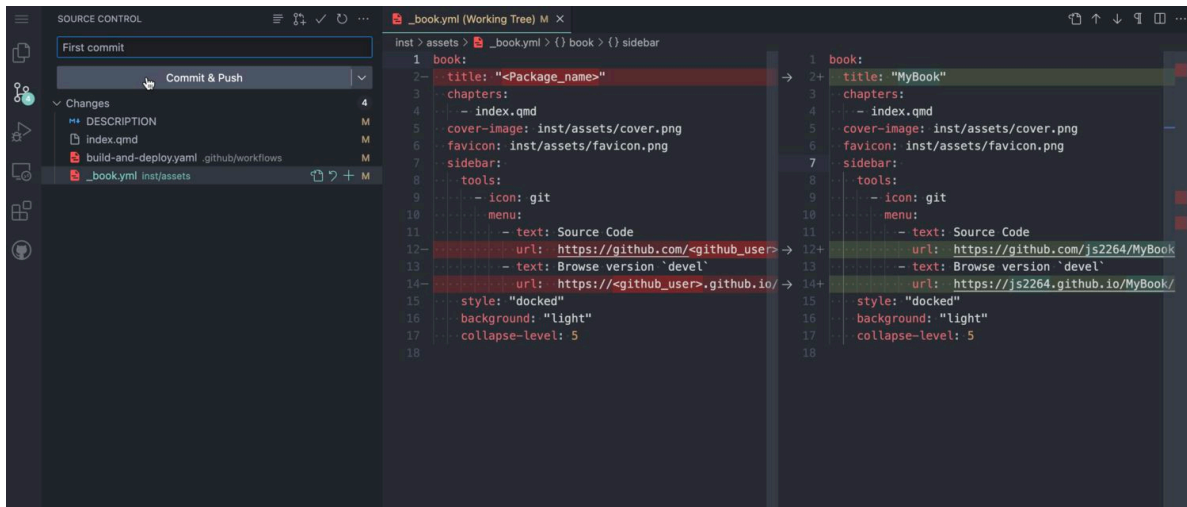 SOURCE CONTROL
First commit
Commit & Push
Changes 4
DESCRIPTION M
index.qmd M
build-and-deploy.yaml .github/workflows M
_book.yml inst/assets M
_book.yml (Working Tree) M
inst > assets > _book.yml > {} book > {} sidebar
1 book:
2 title: "<Package_name>"
3 chapters:
4 - index.qmd
5 cover-image: inst/assets/cover.png
6 favicon: inst/assets/favicon.png
7 sidebar:
8 tools:
9 - icon: git
10 menu:
11 - text: Source Code
12 url: https://github.com/<github_user>
13 - text: Browse version `devel`
14 url: https://<github_user>.github.io/
15 style: "docked"
16 background: "light"
17 collapse-level: 5
18
1 book:
2+ title: "MyBook"
3 chapters:
4 - index.qmd
5 cover-image: inst/assets/cover.png
6 favicon: inst/assets/favicon.png
7 sidebar:
8 tools:
9 - icon: git
10 menu:
11 - text: Source Code
12+ url: https://github.com/js2264/MyBook
13 - text: Browse version `devel`
14+ url: https://js2264.github.io/MyBook/
15 style: "docked"
16 background: "light"
17 collapse-level: 5
18